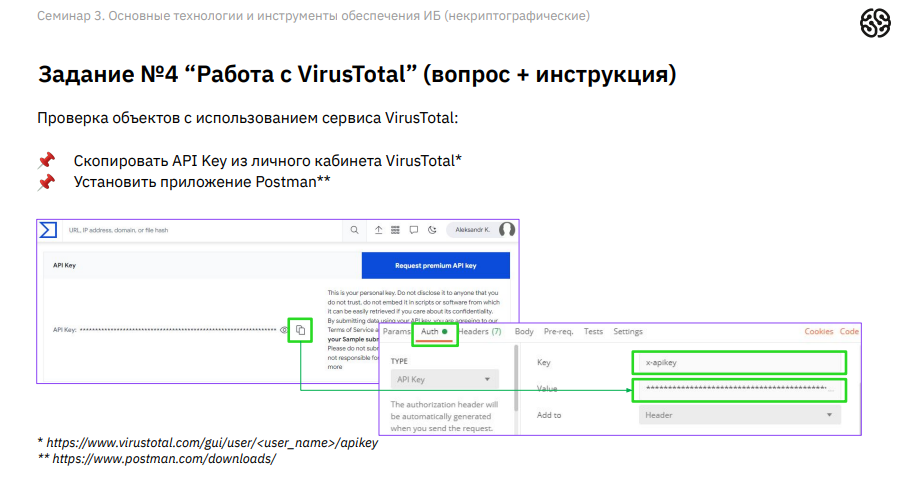 Семинар 3. Основные технологии и инструменты обеспечения ИБ (некриптографические)
Задание №4 “Работа с VirusTotal” (вопрос + инструкция)
Проверка объектов с использованием сервиса VirusTotal:
Скопировать API Key из личного кабинета VirusTotal*
Установить приложение Postman**
URL, IP address, domain, or file hash
Aleksandr K.
API Key
Request premium API key
This is your personal key. Do not disclose it to anyone that you
do not trust, do not embed it in scripts or software from which
it can be easily retrieved if you care about its confidentiality.
By submitting data using your API key, you are agreeing to our
Terms of Service a
your Sample subm
Please do not subm
not responsible fo
more
API Key: ************************************************************
Params
Auth
Headers (7)
Body
Pre-req.
Tests
Settings
Cookies
Code
TYPE
API Key
The authorization header will
be automatically generated
when you send the request.
Key
x-apikey
Value
*******************************************...
Add to
Header
* https://www.virustotal.com/gui/user/<user_name>/apikey
** https://www.postman.com/downloads/